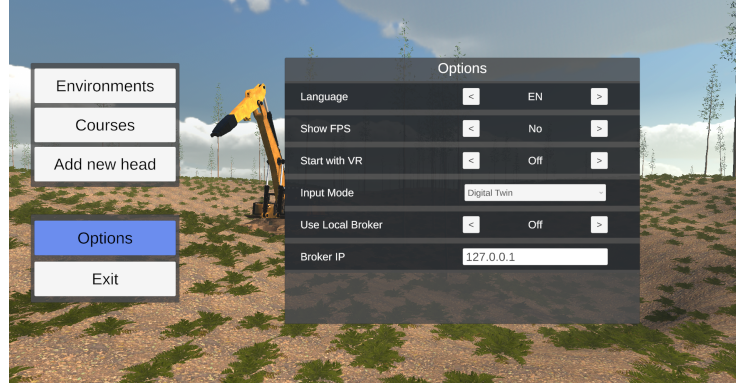 Environments
Courses
Add new head
Options
Exit
Options
Language < EN >
Show FPS < No >
Start with VR < Off >
Input Mode Digital Twin
Use Local Broker < Off >
Broker IP 127.0.0.1